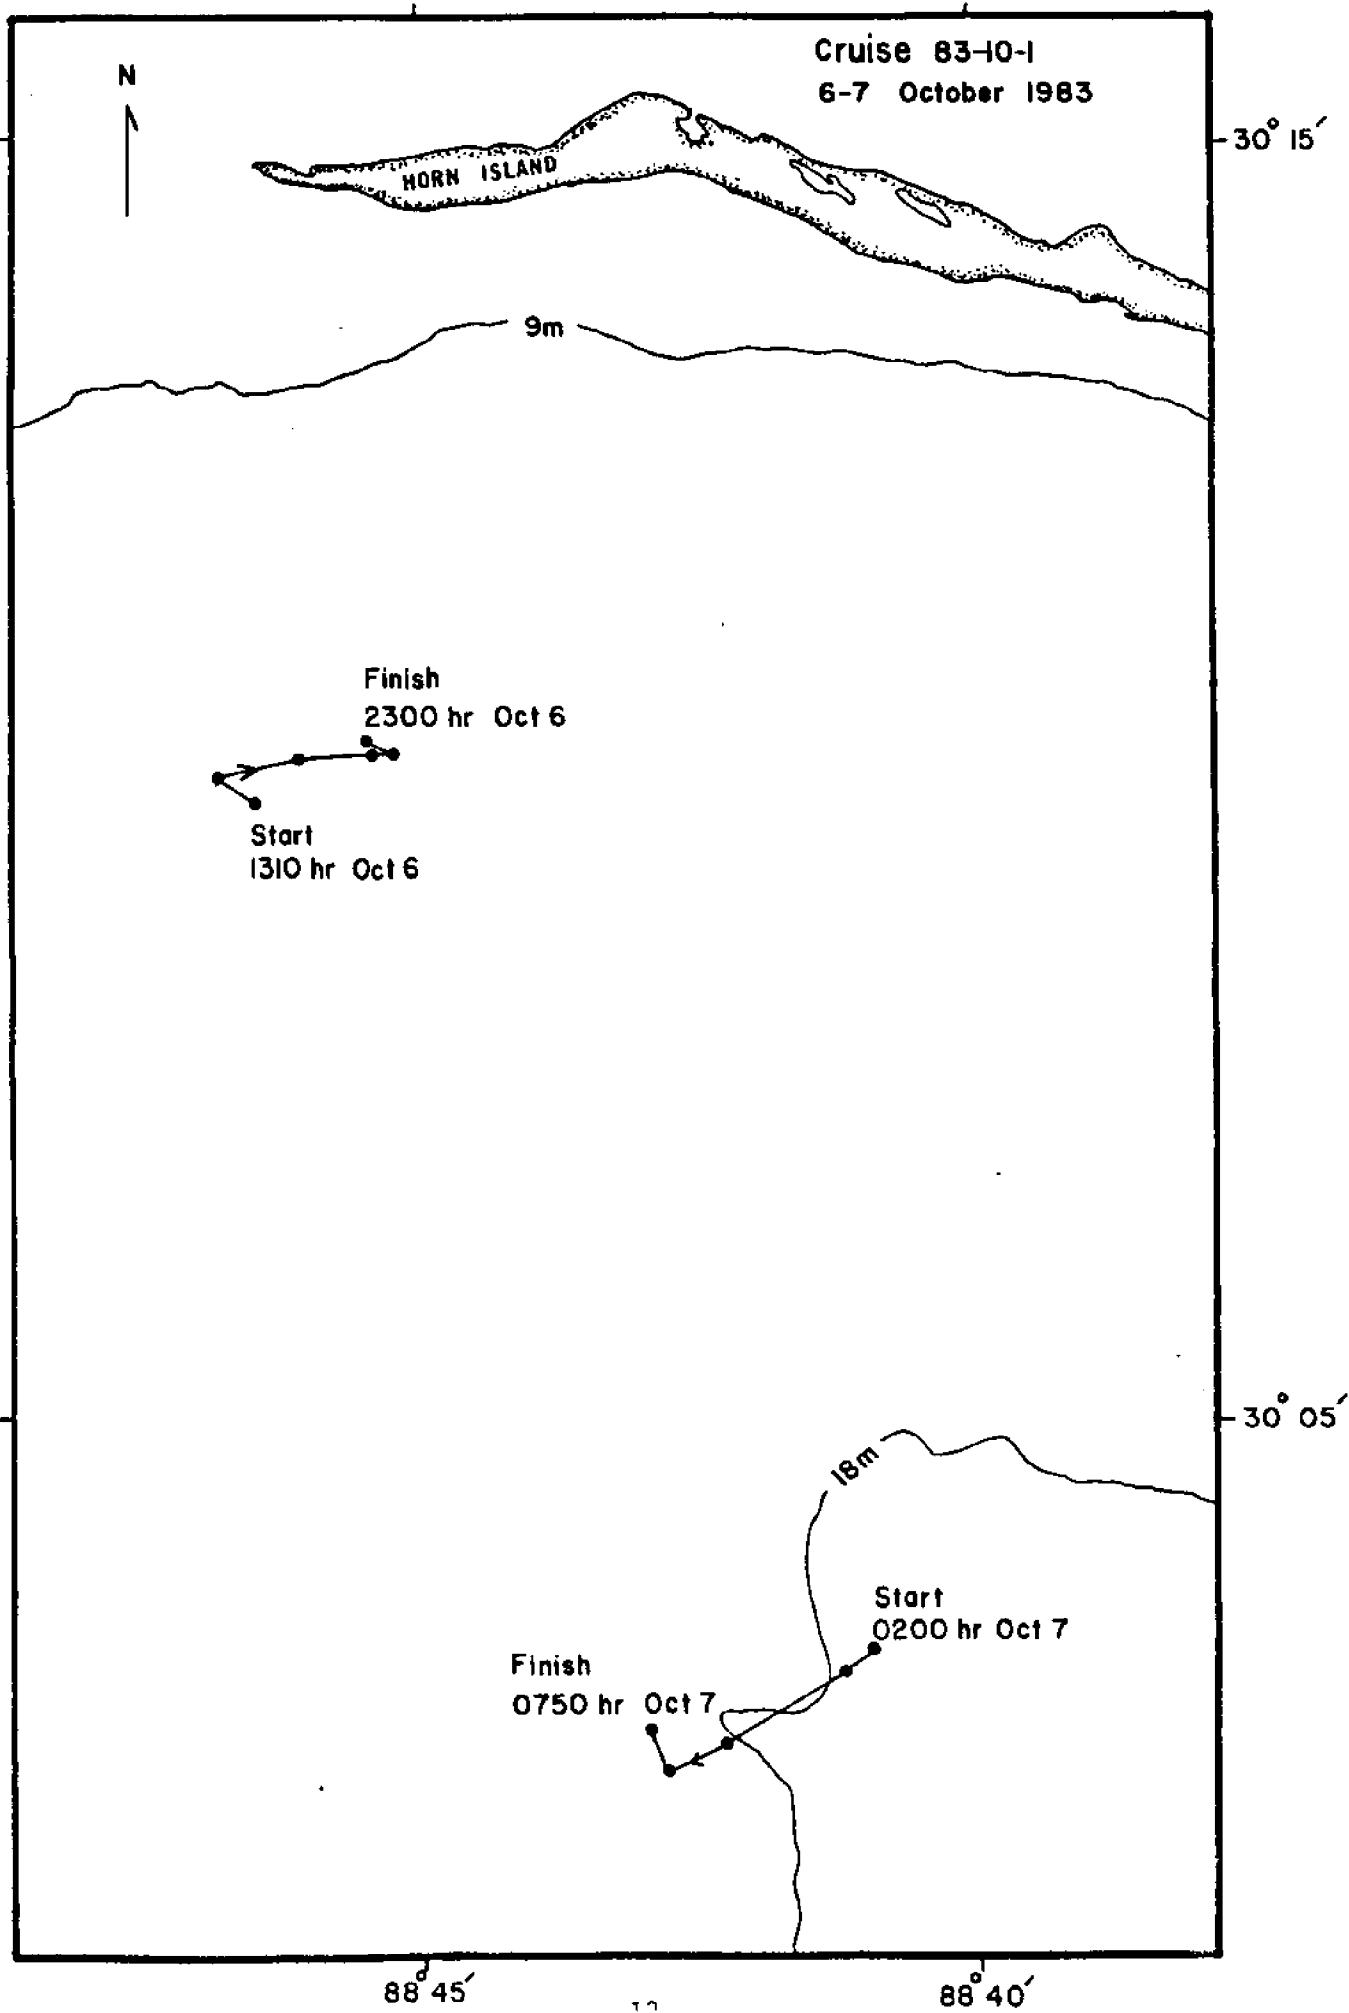 Cruise 83-10-1
6-7 October 1983
N
30° 15′
HORN ISLAND
9m
Finish
2300 hr Oct 6
Start
1310 hr Oct 6
30° 05′
18m
Start
0200 hr Oct 7
Finish
0750 hr Oct 7
88° 45′
88° 40′